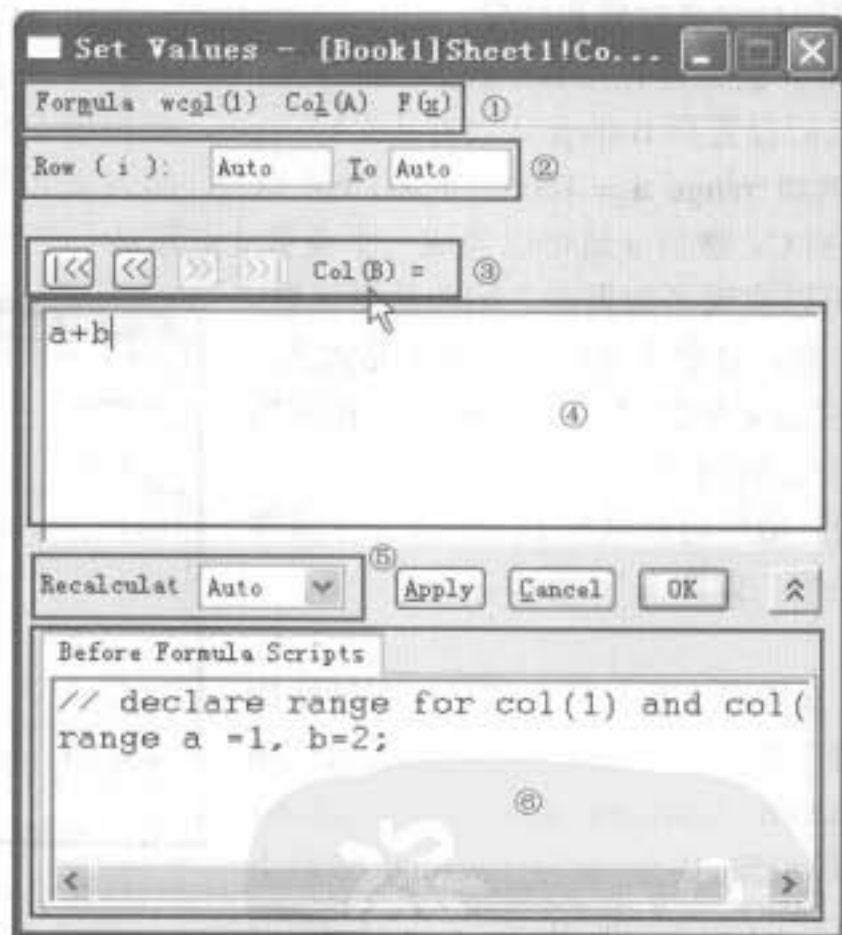 Set Values - [Book1]Sheet1!Co...
Formula wcol(1) Col(A) F(x) ①
Row ( i ): Auto To Auto ②
|<< << >> >>| Col(B) = ③
a+b
④
⑤
Recalculat Auto Apply Cancel OK
Before Formula Scripts
// declare range for col(1) and col(
range a =1, b=2;
⑥